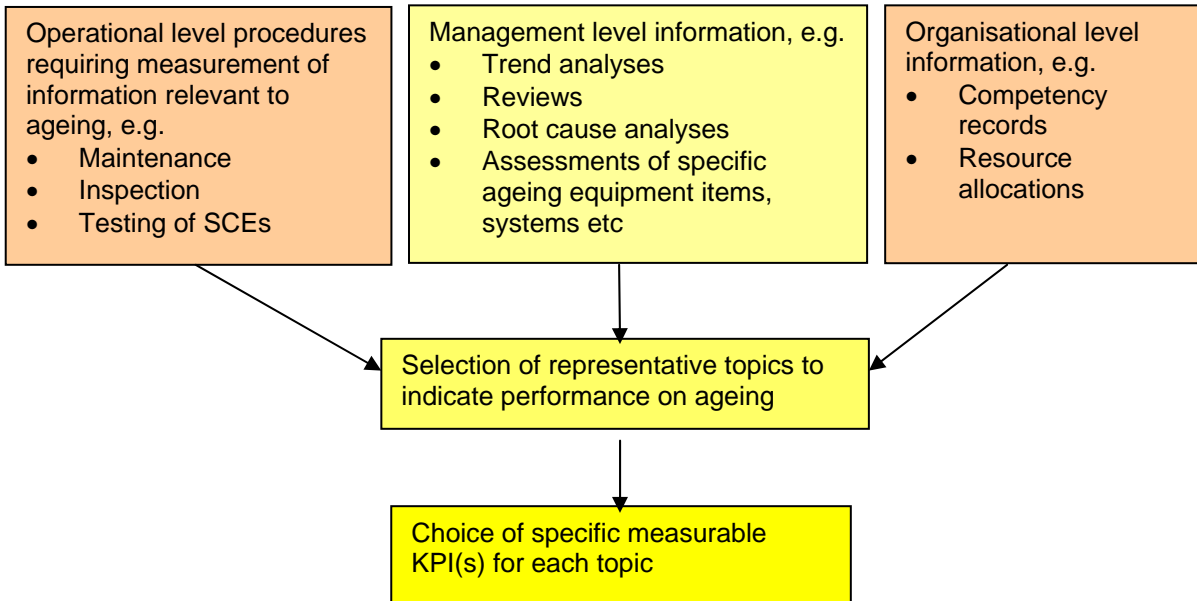 Operational level procedures
requiring measurement of
information relevant to
ageing, e.g.
• Maintenance
• Inspection
• Testing of SCEs
Management level information, e.g.
• Trend analyses
• Reviews
• Root cause analyses
• Assessments of specific
ageing equipment items,
systems etc
Organisational level
information, e.g.
• Competency
records
• Resource
allocations
Selection of representative topics to
indicate performance on ageing
Choice of specific measurable
KPI(s) for each topic